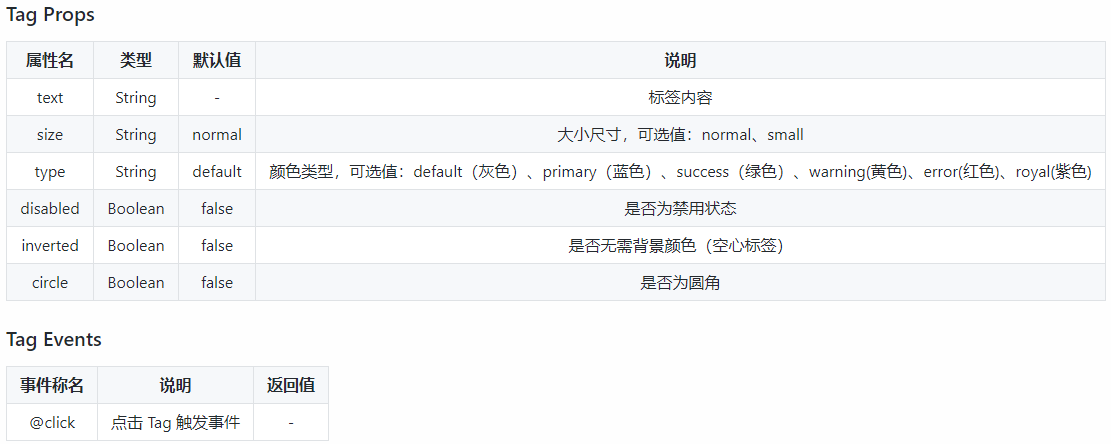 Tag Props
属性名 类型 默认值 说明
text String - 标签内容
size String normal 大小尺寸，可选值：normal、small
type String default 颜色类型，可选值：default（灰色）、primary（蓝色）、success（绿色）、warning(黄色)、error(红色)、royal(紫色)
disabled Boolean false 是否为禁用状态
inverted Boolean false 是否无需背景颜色（空心标签）
circle Boolean false 是否为圆角
Tag Events
事件称名 说明 返回值
@click 点击 Tag 触发事件 -